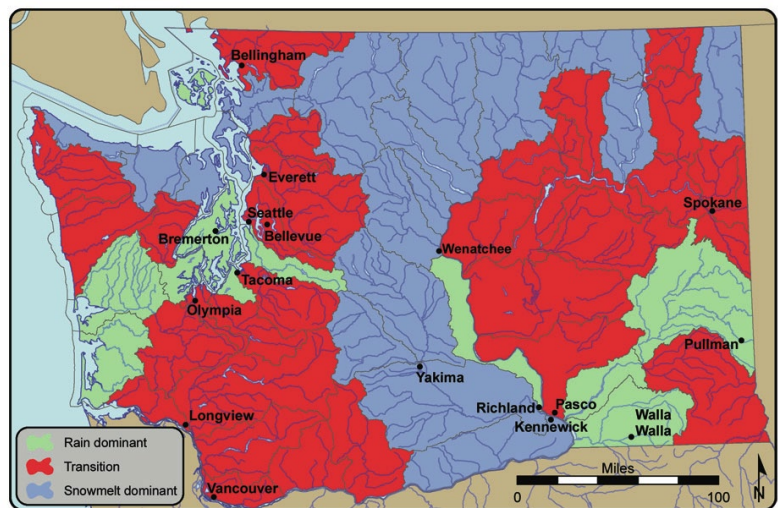 Bellingham
Everett
Seattle
Bellevue
Bremerton
Spokane
Wenatchee
Tacoma
Olympia
Pullman
Yakima
Richland
Pasco
Kennewick
Walla
Walla
Longview
Vancouver
Rain dominant
Transition
Snowmelt dominant
Miles
0
100
N